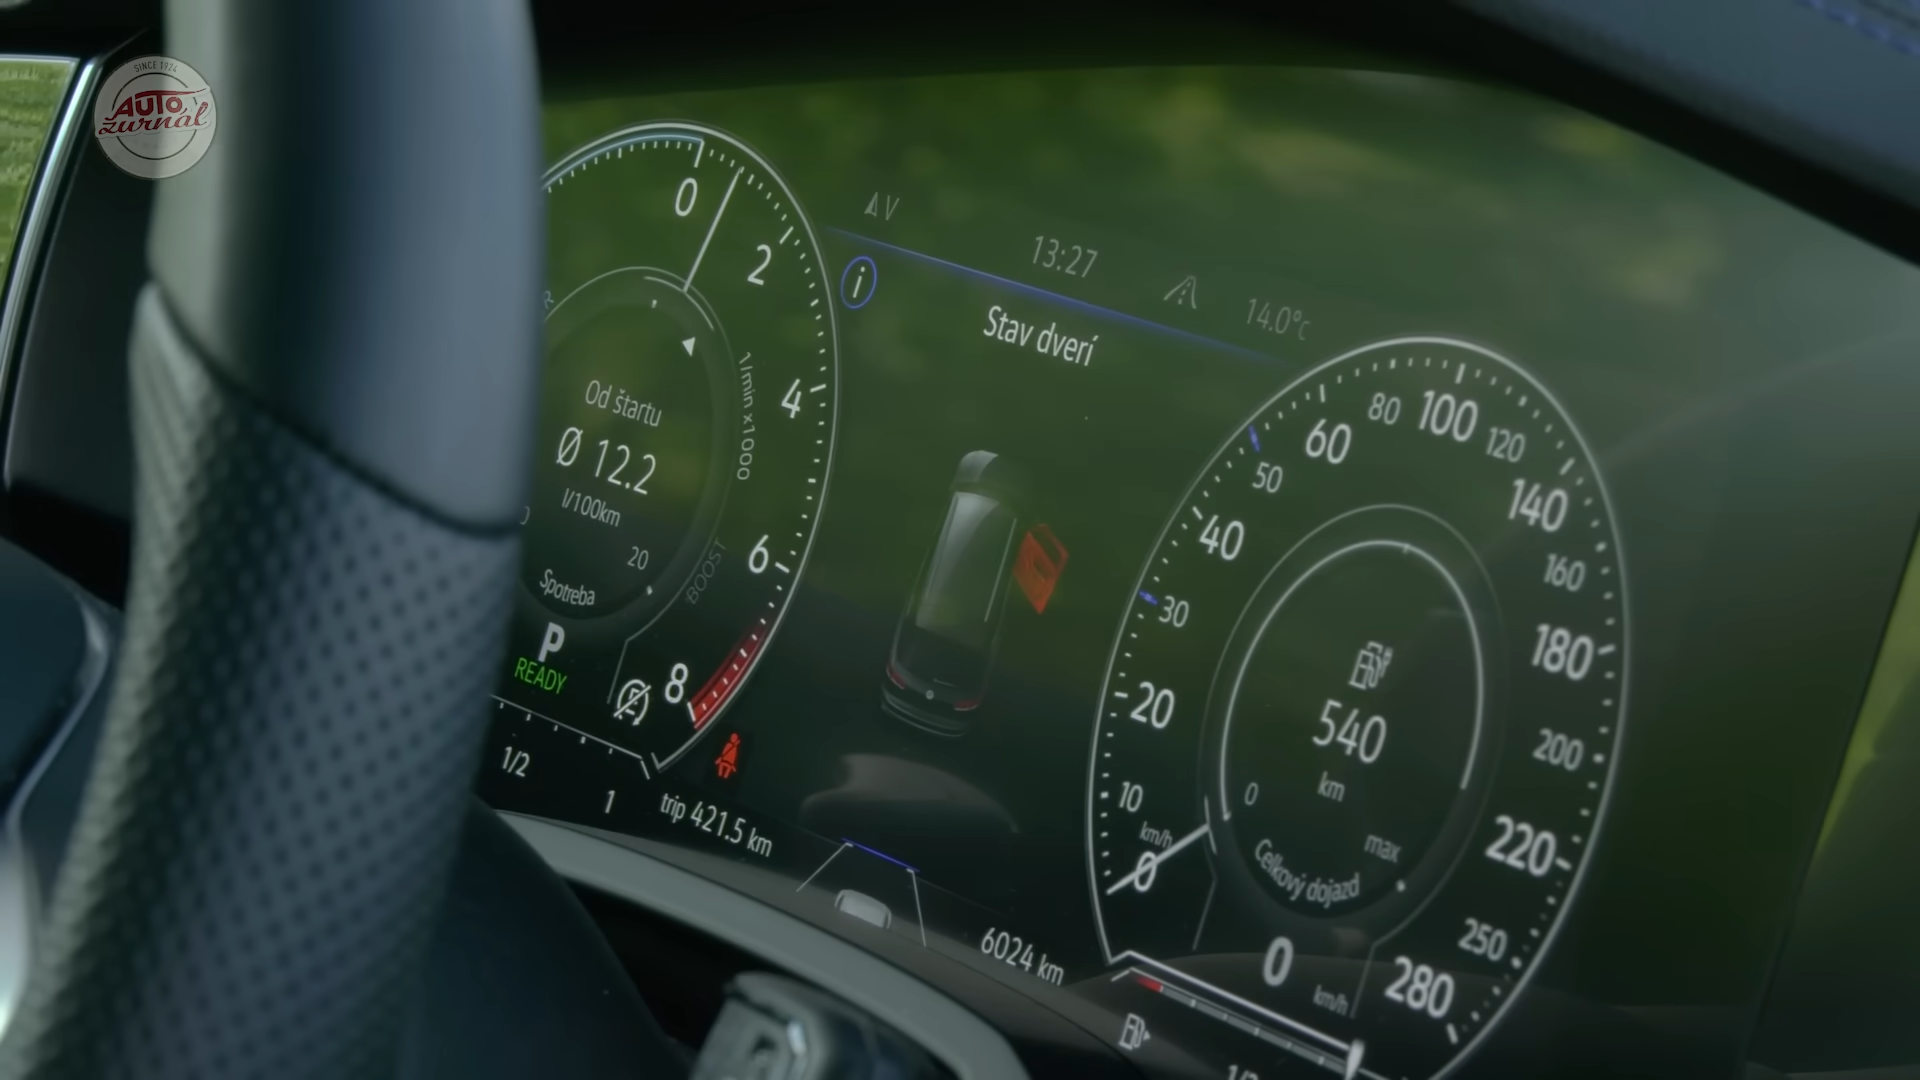 SINCE 1924
AUTO
žurnál
0
2
4
6
8
1/min x1000
Od štartu
Ø 12.2
l/100km
20
Spotreba
BOOST
P
READY
1/2
1
trip 421.5 km
13:27
14.0°C
i
Stav dverí
6024 km
0
10
20
30
40
50
60
80
100
120
140
160
180
200
220
250
280
km/h
540
km
0
max
Celkový dojazd
0
km/h